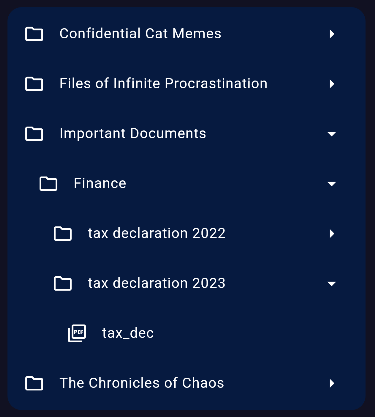 Confidential Cat Memes
Files of Infinite Procrastination
Important Documents
Finance
tax declaration 2022
tax declaration 2023
PDF
tax_dec
The Chronicles of Chaos